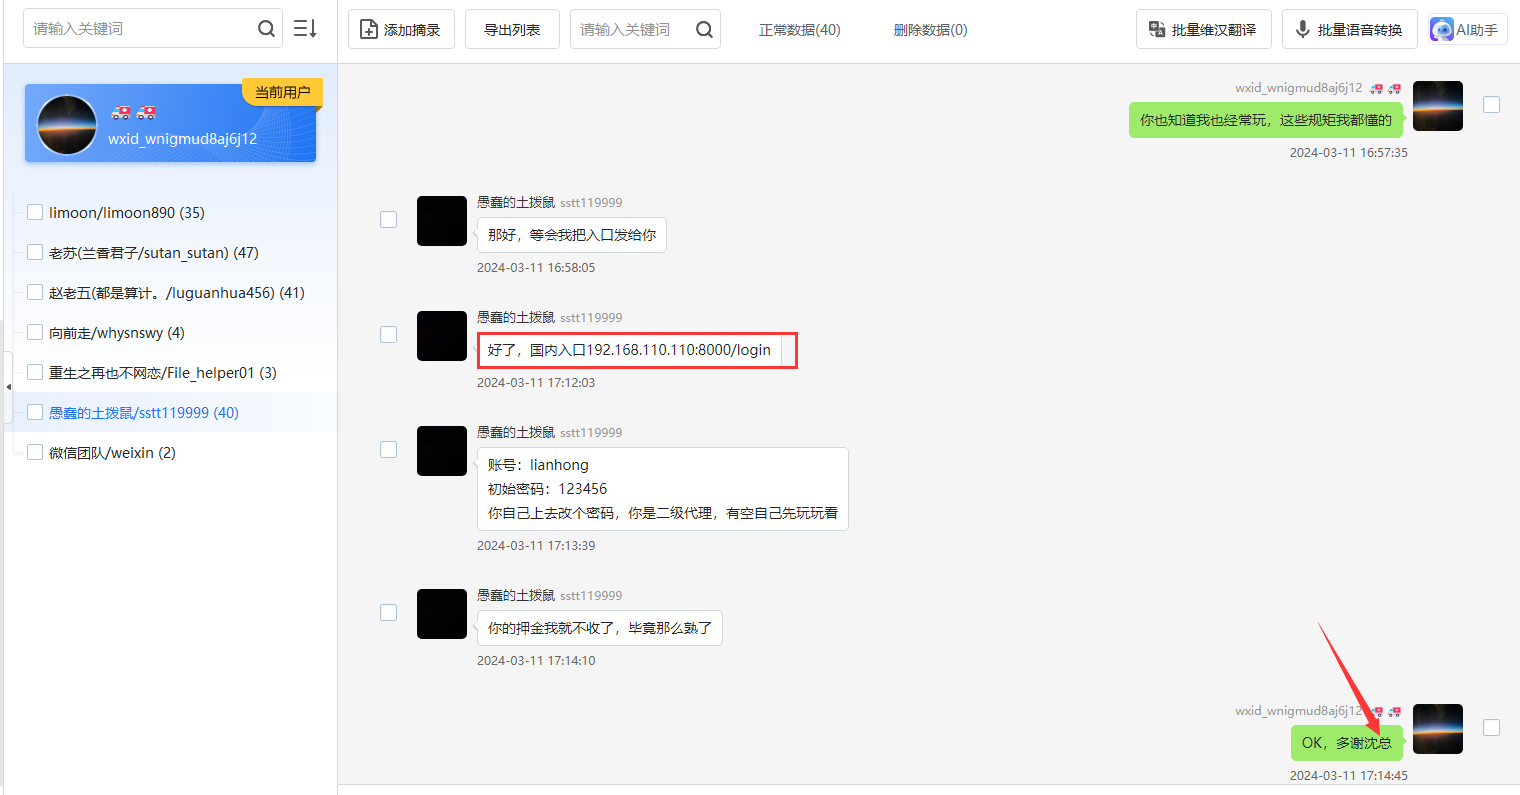 请输入关键词
添加摘录
导出列表
请输入关键词
正常数据(40)
删除数据(0)
批量维汉翻译
批量语音转换
AI助手
当前用户
wxid_wnigmud8aj6j12
limoon/limoon890 (35)
老苏(兰香君子/sutan_sutan) (47)
赵老五(都是算计。/luguanhua456) (41)
向前走/whysnswy (4)
重生之再也不网恋/File_helper01 (3)
愚蠢的土拨鼠/sstt119999 (40)
微信团队/weixin (2)
wxid_wnigmud8aj6j12
你也知道我也经常玩，这些规矩我都懂的
2024-03-11 16:57:35
愚蠢的土拨鼠 sstt119999
那好，等会我把入口发给你
2024-03-11 16:58:05
愚蠢的土拨鼠 sstt119999
好了，国内入口192.168.110.110:8000/login
2024-03-11 17:12:03
愚蠢的土拨鼠 sstt119999
账号：lianhong
初始密码：123456
你自己上去改个密码，你是二级代理，有空自己先玩玩看
2024-03-11 17:13:39
愚蠢的土拨鼠 sstt119999
你的押金我就不收了，毕竟那么熟了
2024-03-11 17:14:10
wxid_wnigmud8aj6j12
OK，多谢沈总
2024-03-11 17:14:45